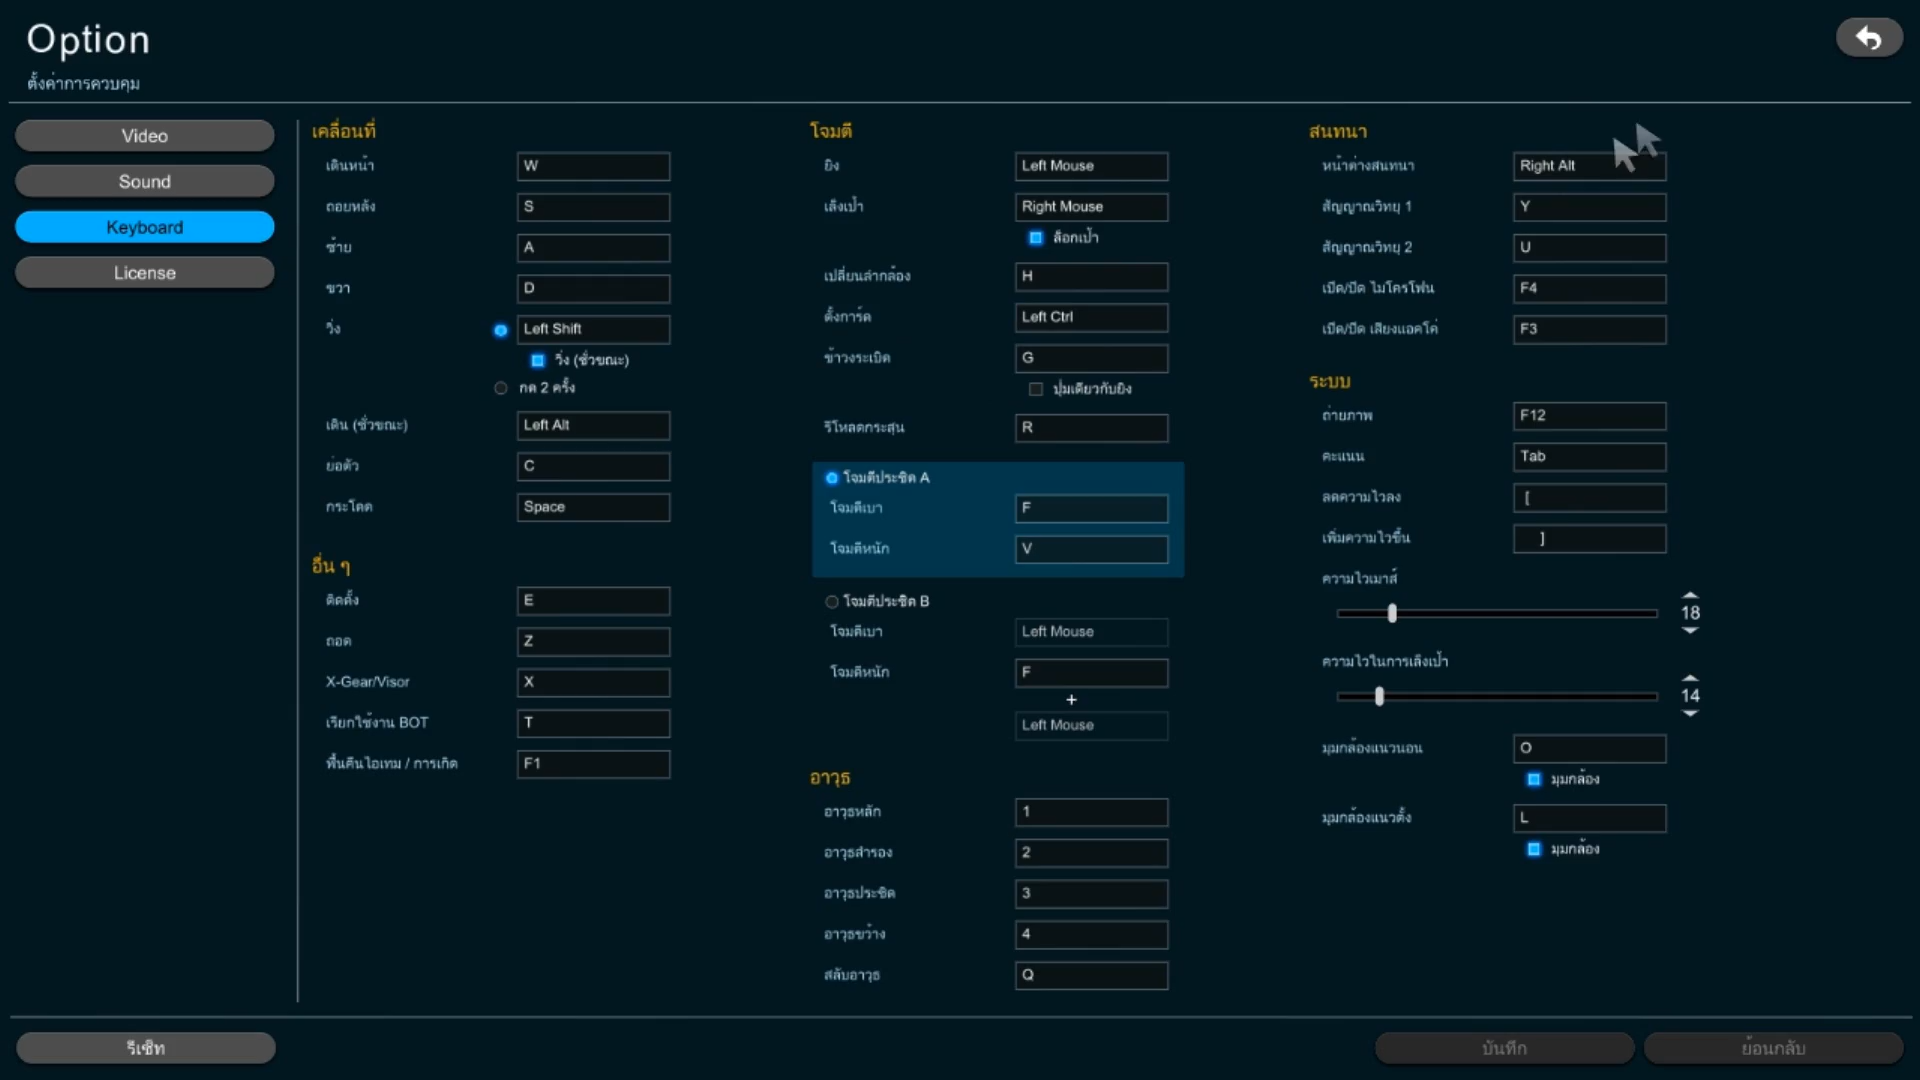 Option
ตั้งค่าการควบคุม
Video
Sound
Keyboard
License
เคลื่อนที่
เดินหน้า W
ถอยหลัง S
ซ้าย A
ขวา D
วิ่ง Left Shift
วิ่ง (ชั่วขณะ)
กด 2 ครั้ง
เดิน (ชั่วขณะ) Left Alt
ย่อตัว C
กระโดด Space
อื่น ๆ
ติดตั้ง E
ถอด Z
X-Gear/Visor X
เรียกใช้งาน BOT T
พื้นคืนไอเทม / การเกิด F1
โจมตี
ยิง Left Mouse
เล็งเป้า Right Mouse
ล็อกเป้า
เปลี่ยนลำกล้อง H
ตั้งการ์ด Left Ctrl
ขว้างระเบิด G
ปุ่มเดียวกับยิง
รีโหลดกระสุน R
โจมตีประชิด A
โจมตีเบา F
โจมตีหนัก V
โจมตีประชิด B
โจมตีเบา Left Mouse
โจมตีหนัก F
+
Left Mouse
อาวุธ
อาวุธหลัก 1
อาวุธสำรอง 2
อาวุธประชิด 3
อาวุธขว้าง 4
สลับอาวุธ Q
สนทนา
หน้าต่างสนทนา Right Alt
สัญญาณวิทยุ 1 Y
สัญญาณวิทยุ 2 U
เปิด/ปิด ไมโครโฟน F4
เปิด/ปิด เสียงแอคโค่ F3
ระบบ
ถ่ายภาพ F12
คะแนน Tab
ลดความไวลง [
เพิ่มความไวขึ้น ]
ความไวเมาส์
18
ความไวในการเล็งเป้า
14
มุมกล้องแนวนอน O
มุมกล้อง
มุมกล้องแนวตั้ง L
มุมกล้อง
รีเซ็ท
บันทึก
ย้อนกลับ